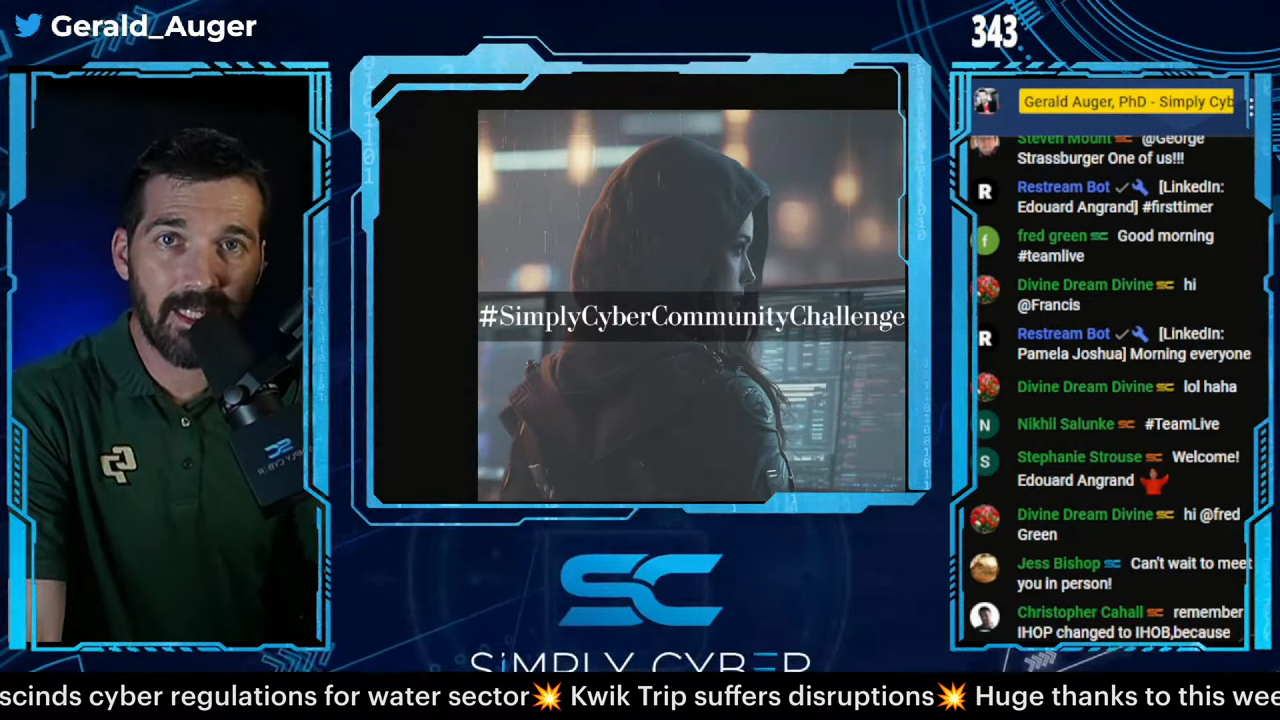 Gerald_Auger
343
Gerald Auger, PhD - Simply Cyb
Steven Mount @George
Strassburger One of us!!!
Restream Bot [LinkedIn:
Edouard Angrand] #firsttimer
fred green Good morning
#teamlive
Divine Dream Divine hi
@Francis
Restream Bot [LinkedIn:
Pamela Joshua] Morning everyone
Divine Dream Divine lol haha
Nikhil Salunke #TeamLive
Stephanie Strouse Welcome!
Edouard Angrand
Divine Dream Divine hi @fred
Green
Jess Bishop Can't wait to meet
you in person!
Christopher Cahall remember
IHOP changed to IHOB,because
#SimplyCyberCommunityChallenge
SC
SiMPLY CYBER
scinds cyber regulations for water sector💥 Kwik Trip suffers disruptions💥 Huge thanks to this wee